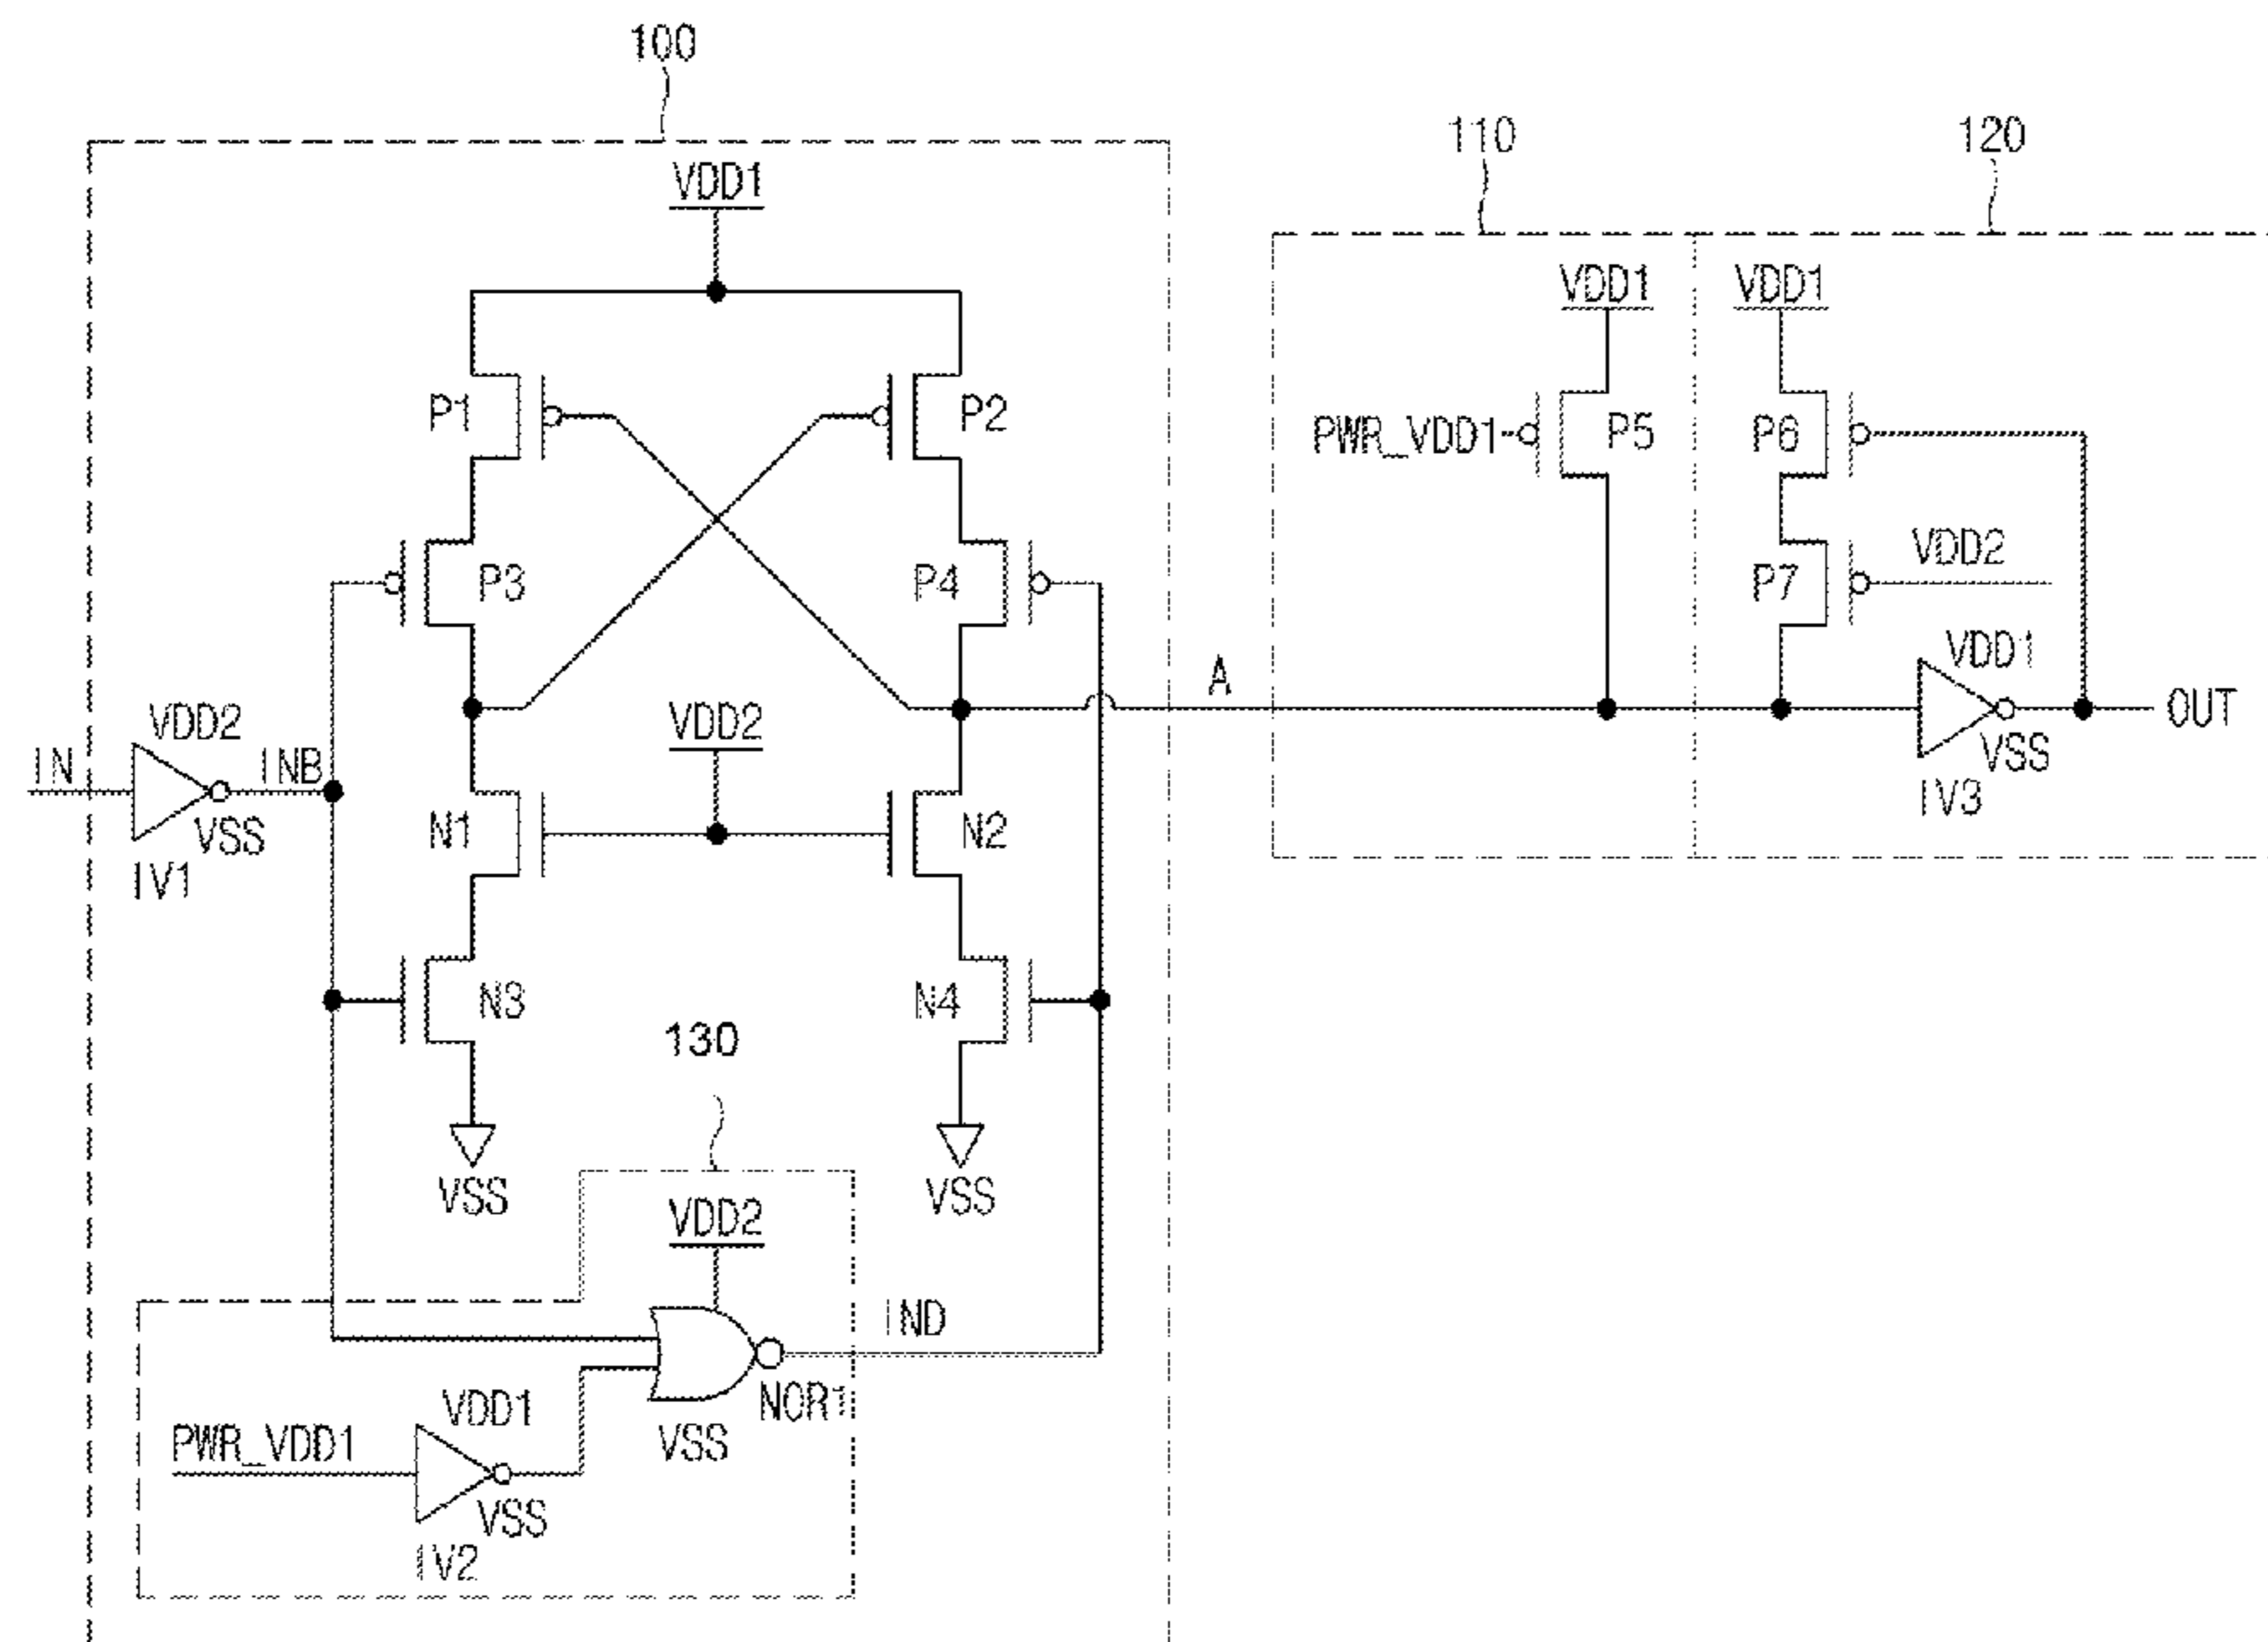 100
110
120
VDD1
VDD1
VDD1
P1
P2
PWR_VDD1
P5
P6
P3
P4
P7
VDD2
VDD1
A
VDD2
VDD2
OUT
IN
INB
VSS
VSS
IV3
IV1
N1
N2
N3
N4
130
VSS
VSS
VDD2
IND
VDD1
NOR1
PWR_VDD1
VSS
VSS
IV2